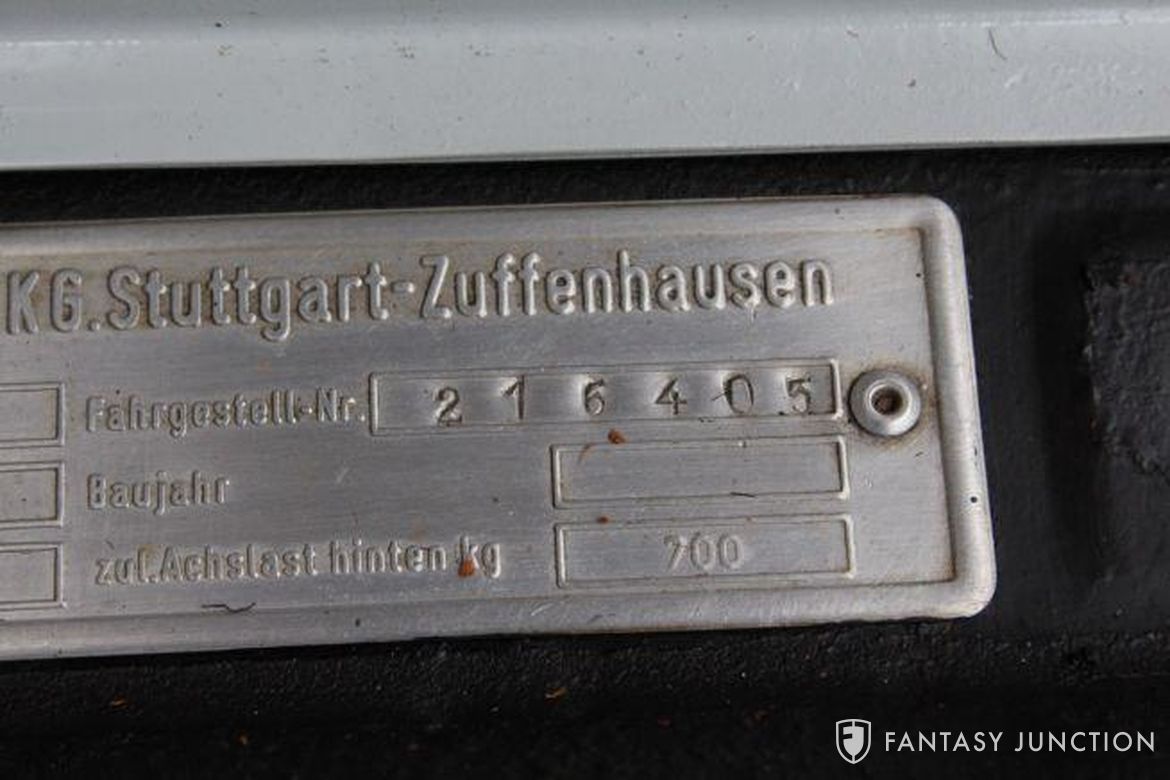 KG.Stuttgart-Zuffenhausen
Fahrgestell-Nr. 216405
Baujahr
zul.Achslast hinten kg 700
FANTASY JUNCTION